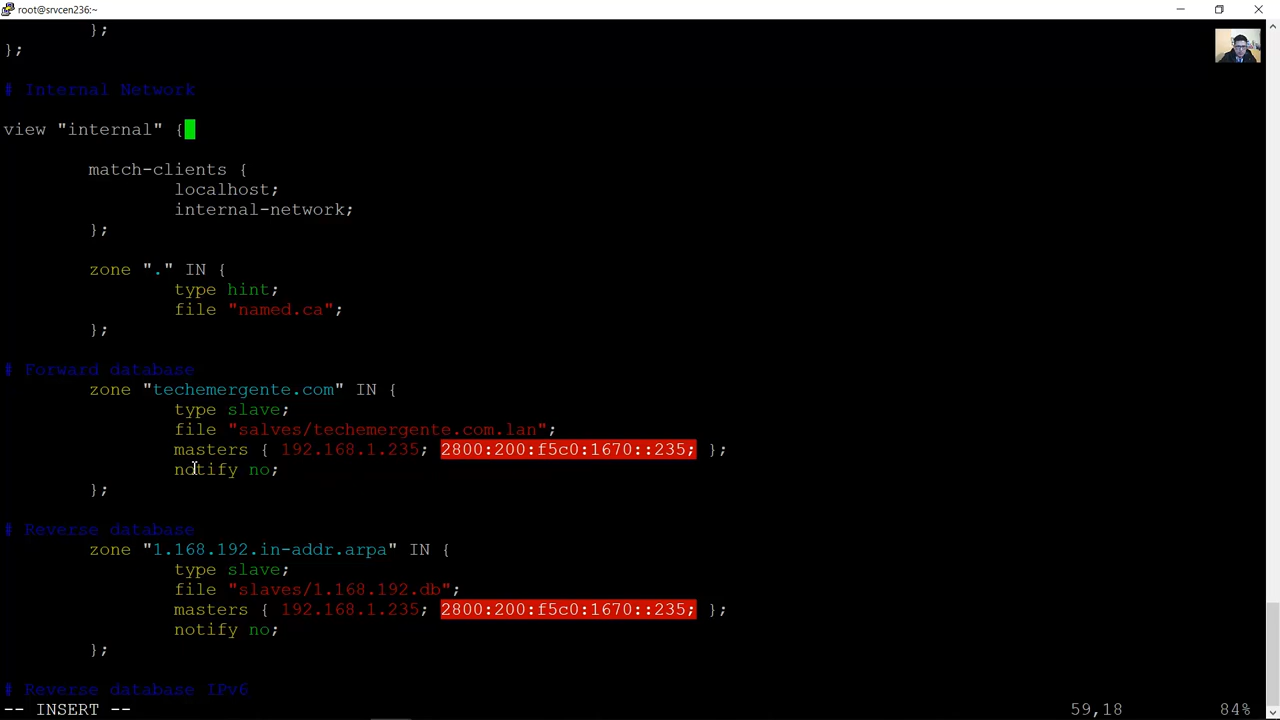 root@srvcen236:~
};
};
# Internal Network
view "internal" {
match-clients {
localhost;
internal-network;
};
zone "." IN {
type hint;
file "named.ca";
};
# Forward database
zone "techemergente.com" IN {
type slave;
file "salves/techemergente.com.lan";
masters { 192.168.1.235; 2800:200:f5c0:1670::235; };
notify no;
};
# Reverse database
zone "1.168.192.in-addr.arpa" IN {
type slave;
file "slaves/1.168.192.db";
masters { 192.168.1.235; 2800:200:f5c0:1670::235; };
notify no;
};
# Reverse database IPv6
-- INSERT -- 59,18 84%